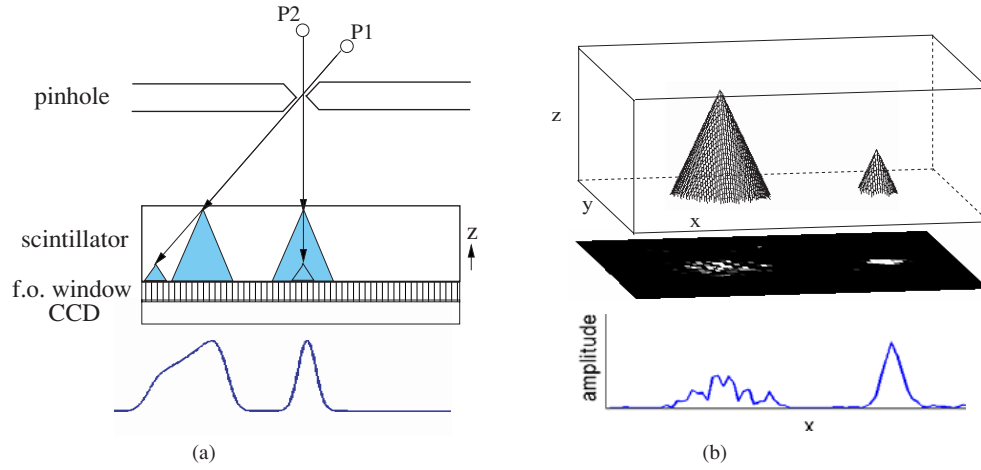 P2
P1
pinhole
scintillator
z
f.o. window
CCD
(a)
z
y
x
amplitude
x
(b)